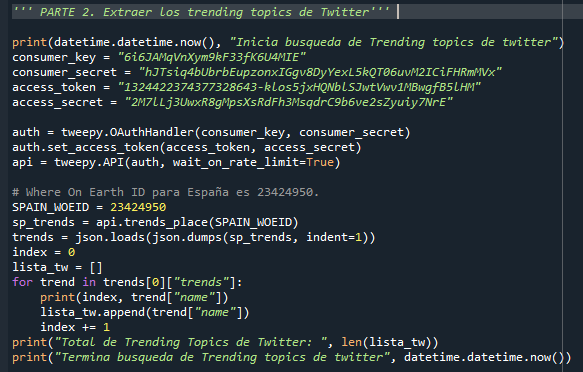 ''' PARTE 2. Extraer los trending topics de Twitter'''
print(datetime.datetime.now(), "Inicia busqueda de Trending topics de twitter")
consumer_key = "6i6JAMqVnXym9kF33fK6U4MIE"
consumer_secret = "hJTsiq4bUbrbEupzonxIGgv8DyYexL5kQT06uvM2ICiFHRmMVx"
access_token = "1324422374377328643-klos5jxHQNblSJwtVwv1MBwgfB5lHM"
access_secret = "2M7lLj3UwxR8gMpsXsRdFh3MsqdrC9b6ve2sZyuiy7NrE"
auth = tweepy.OAuthHandler(consumer_key, consumer_secret)
auth.set_access_token(access_token, access_secret)
api = tweepy.API(auth, wait_on_rate_limit=True)
# Where On Earth ID para España es 23424950.
SPAIN_WOEID = 23424950
sp_trends = api.trends_place(SPAIN_WOEID)
trends = json.loads(json.dumps(sp_trends, indent=1))
index = 0
lista_tw = []
for trend in trends[0]["trends"]:
    print(index, trend["name"])
    lista_tw.append(trend["name"])
    index += 1
print("Total de Trending Topics de Twitter: ", len(lista_tw))
print("Termina busqueda de Trending topics de twitter", datetime.datetime.now())